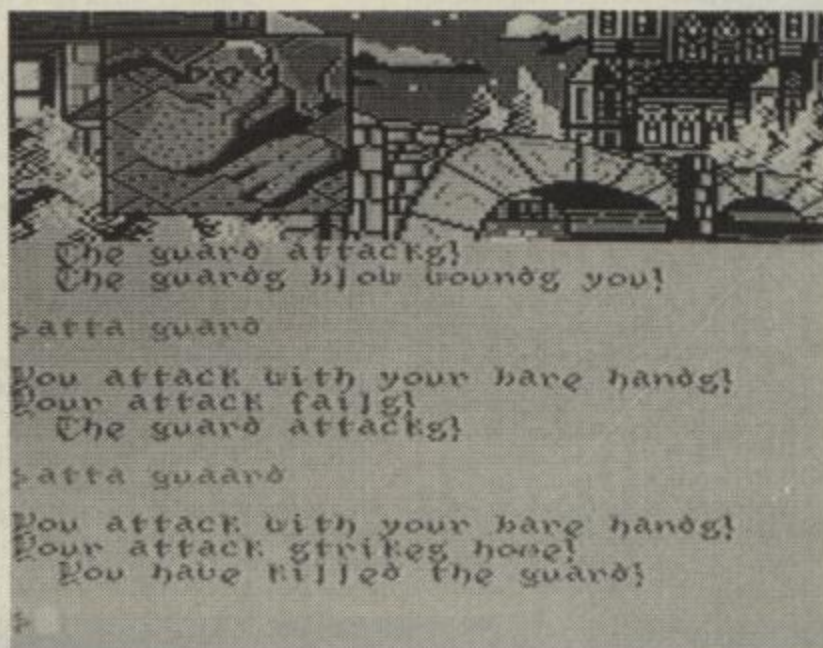 The guard attacks!
The guards blow wounds you!
>atta guard
You attack with your bare hands!
Your attack fails!
The guard attacks!
>atta guaard
You attack with your bare hands!
Your attack strikes home!
You have killed the guard!
>